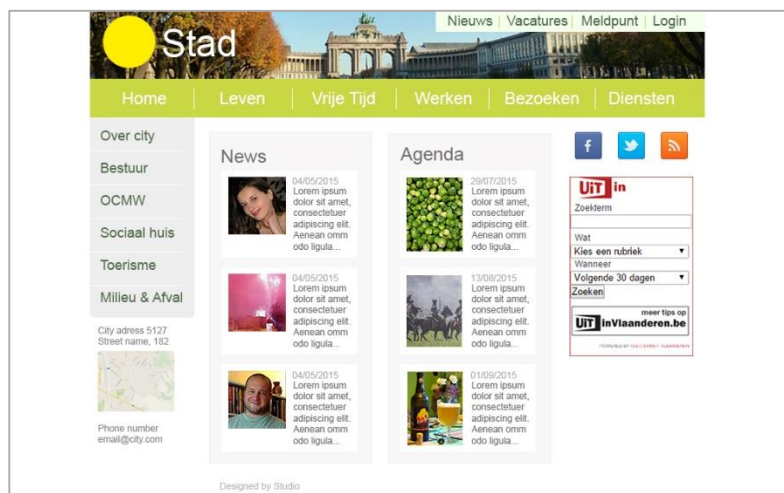 Nieuws | Vacatures | Meldpunt | Login
Stad
Home Leven Vrije Tijd Werken Bezoeken Diensten
Over city
Bestuur
OCMW
Sociaal huis
Toerisme
Milieu & Afval
City adress 5127
Street name, 182
Phone number
email@city.com
News
04/05/2015
Lorem ipsum
dolor sit amet,
consectetuer
adipiscing elit.
Aenean omm
odo ligula...
04/05/2015
Lorem ipsum
dolor sit amet,
consectetuer
adipiscing elit.
Aenean omm
odo ligula...
04/05/2015
Lorem ipsum
dolor sit amet,
consectetuer
adipiscing elit.
Aenean omm
odo ligula...
Agenda
29/07/2015
Lorem ipsum
dolor sit amet,
consectetuer
adipiscing elit.
Aenean omm
odo ligula...
13/08/2015
Lorem ipsum
dolor sit amet,
consectetuer
adipiscing elit.
Aenean omm
odo ligula...
01/09/2015
Lorem ipsum
dolor sit amet,
consectetuer
adipiscing elit.
Aenean omm
odo ligula...
f
UiT in
Zoekterm
Wat
Kies een rubriek
Wanneer
Volgende 30 dagen
Zoeken
meer tips op
UiT inVlaanderen.be
POWERED BY CULTUURNET VLAANDEREN
Designed by Studio